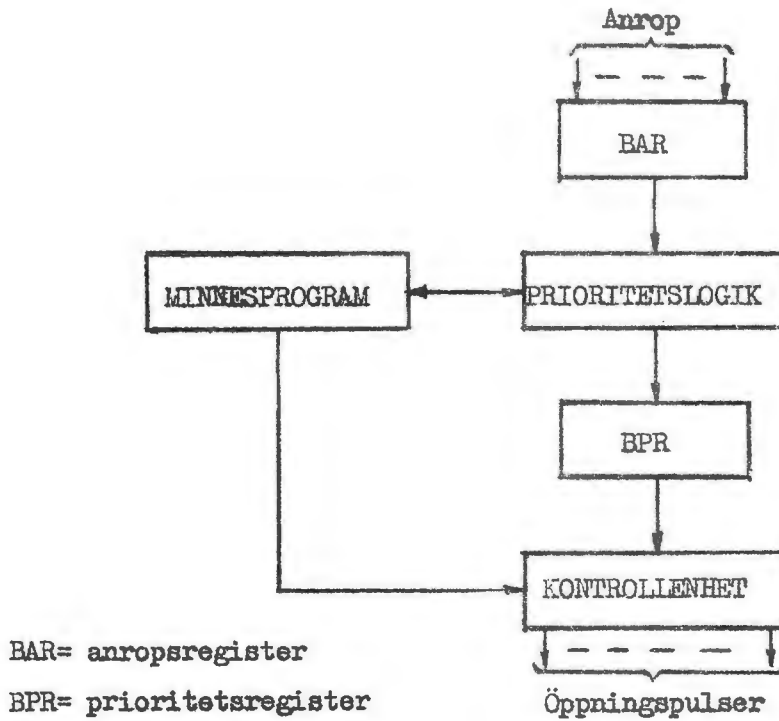 Anrop
BAR
MINNESPROGRAM
PRIORITETSLOGIK
BPR
KONTROLLENHET
BAR= anropsregister
BPR= prioritetsregister
Öppningspulser